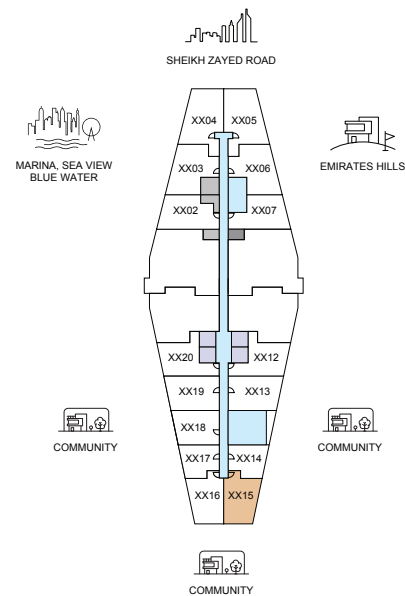 SHEIKH ZAYED ROAD
XX04 XX05
MARINA, SEA VIEW
BLUE WATER
EMIRATES HILLS
XX03 XX06
XX02 XX07
XX20 XX12
XX19 XX13
COMMUNITY
XX18
COMMUNITY
XX17 XX14
XX16 XX15
COMMUNITY